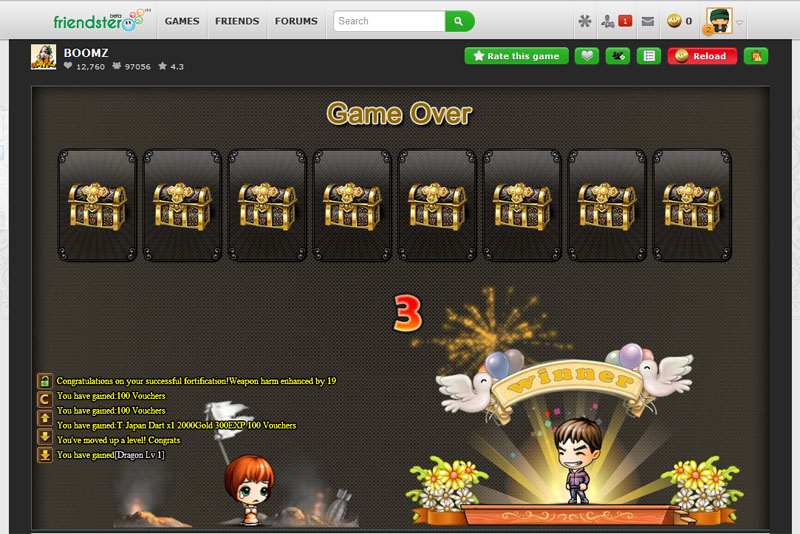 friendster beta
GAMES
FRIENDS
FORUMS
Search
1
0
2
BOOMZ
12,760
97056
4.3
Rate this game
Reload
Game Over
3
winner
Congratulations on your successful fortification!Weapon harm enhanced by 19
You have gained:100 Vouchers
You have gained:100 Vouchers
You have gained:T Japan Dart x1 2000Gold 300EXP 100 Vouchers
You've moved up a level! Congrats
You have gained[Dragon Lv 1]